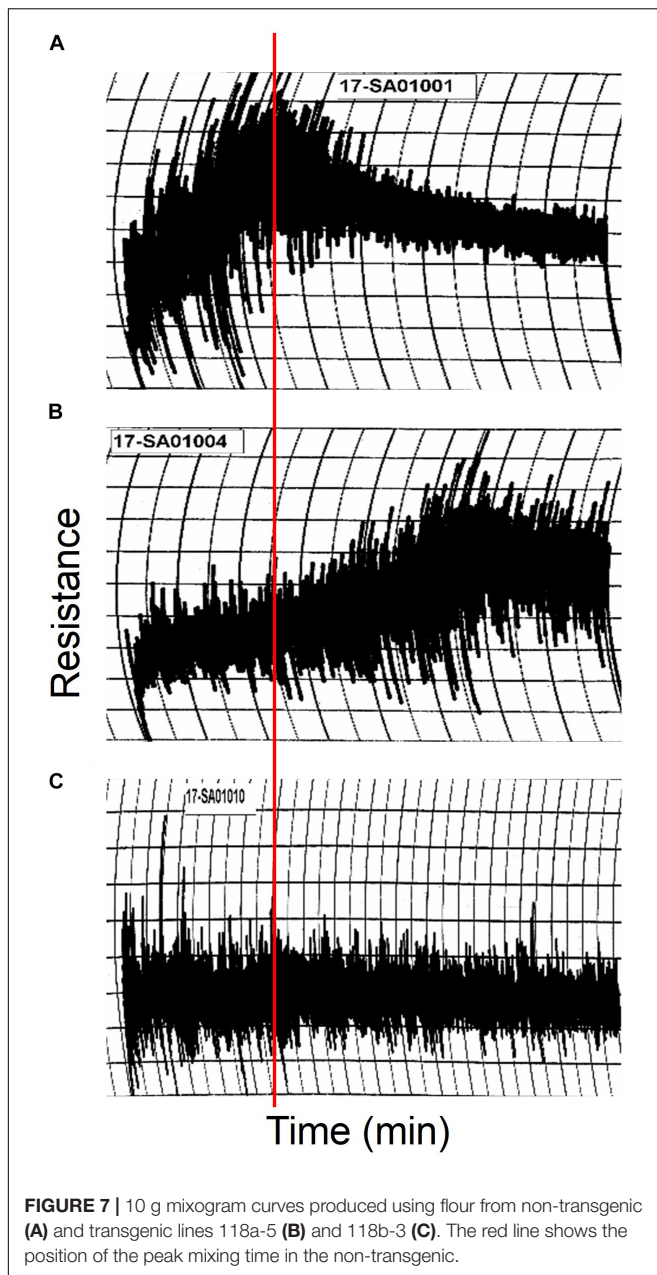 A
17-SA01001
B
17-SA01004
Resistance
C
17-SA01010
Time (min)
FIGURE 7 | 10 g mixogram curves produced using flour from non-transgenic
(A) and transgenic lines 118a-5 (B) and 118b-3 (C). The red line shows the
position of the peak mixing time in the non-transgenic.